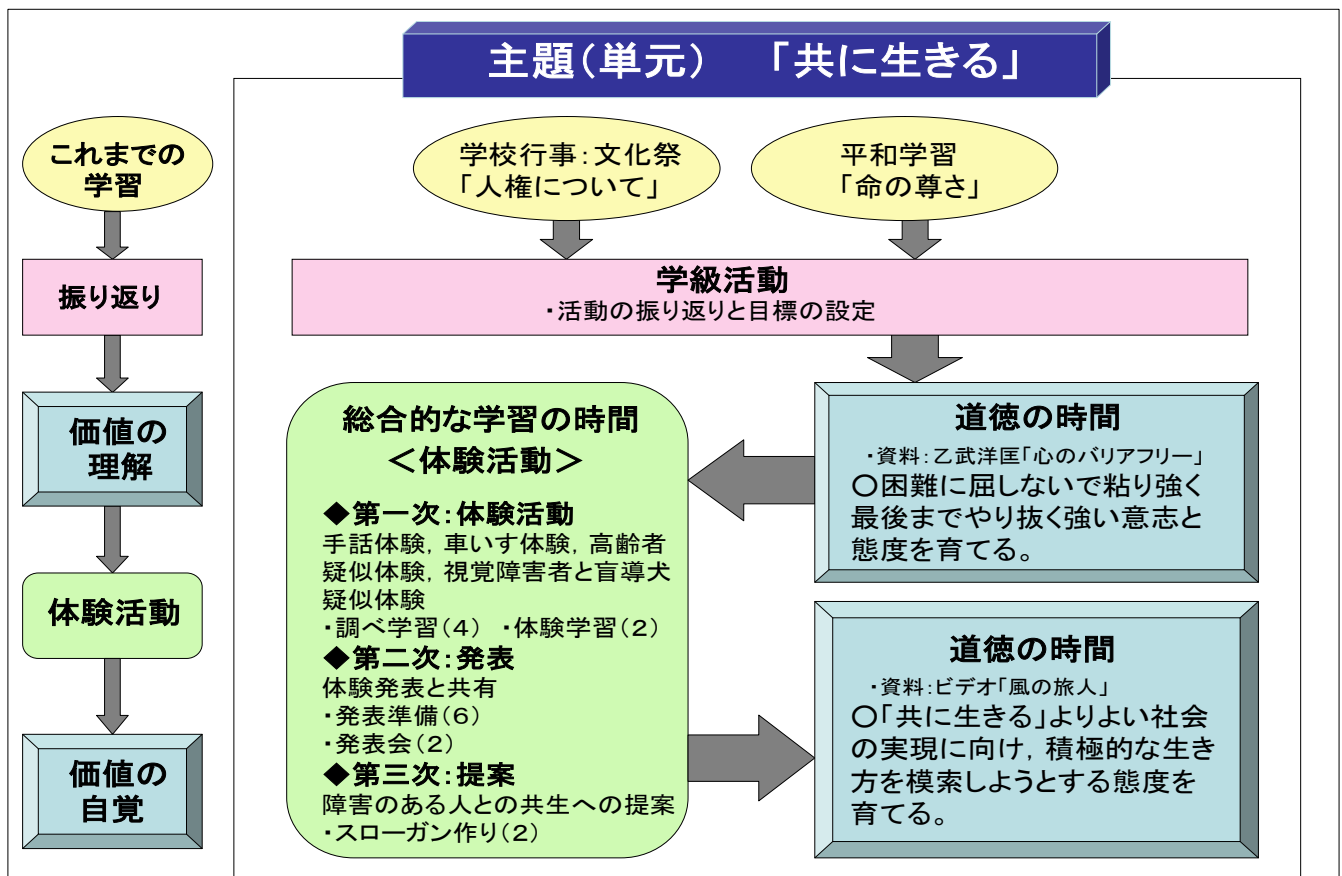 主題(単元)　「共に生きる」
これまでの
学習
振り返り
価値の
理解
体験活動
価値の
自覚
学校行事:文化祭
「人権について」
平和学習
「命の尊さ」
学級活動
・活動の振り返りと目標の設定
道徳の時間
・資料:乙武洋匡「心のバリアフリー」
○困難に屈しないで粘り強く
最後までやり抜く強い意志と
態度を育てる。
総合的な学習の時間
＜体験活動＞
◆第一次:体験活動
手話体験, 車いす体験, 高齢者
疑似体験, 視覚障害者と盲導犬
疑似体験
・調べ学習(4)　・体験学習(2)
◆第二次:発表
体験発表と共有
・発表準備(6)
・発表会(2)
◆第三次:提案
障害のある人との共生への提案
・スローガン作り(2)
道徳の時間
・資料:ビデオ「風の旅人」
○「共に生きる」よりよい社会
の実現に向け, 積極的な生き
方を模索しようとする態度を
育てる。